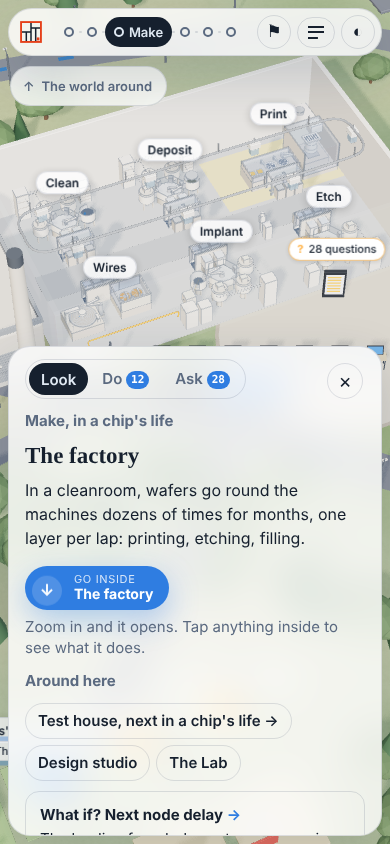 Make
↑ The world around
Print
Deposit
Clean
Etch
Implant
? 28 questions
Wires
Look
Do 12
Ask 28
×
Make, in a chip's life
The factory
In a cleanroom, wafers go round the
machines dozens of times for months, one
layer per lap: printing, etching, filling.
GO INSIDE
The factory
Zoom in and it opens. Tap anything inside to
see what it does.
Around here
Test house, next in a chip's life →
Design studio
The Lab
What if? Next node delay →